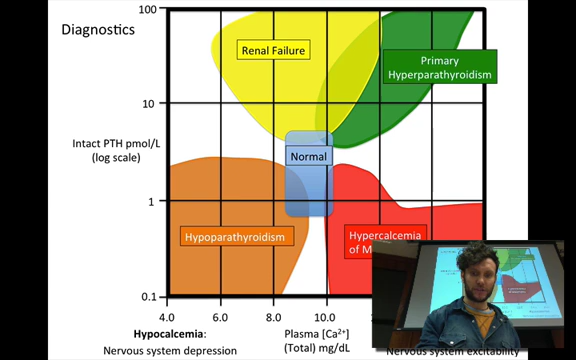 Diagnostics
100
Renal Failure
Primary
Hyperparathyroidism
10
Intact PTH pmol/L
(log scale)
Normal
1
Hypoparathyroidism
Hypercalcemia
of M
0.1
4.0
6.0
8.0
10.0
Hypocalcemia:
Nervous system depression
Plasma [Ca²⁺]
(Total) mg/dL
Nervous system excitability